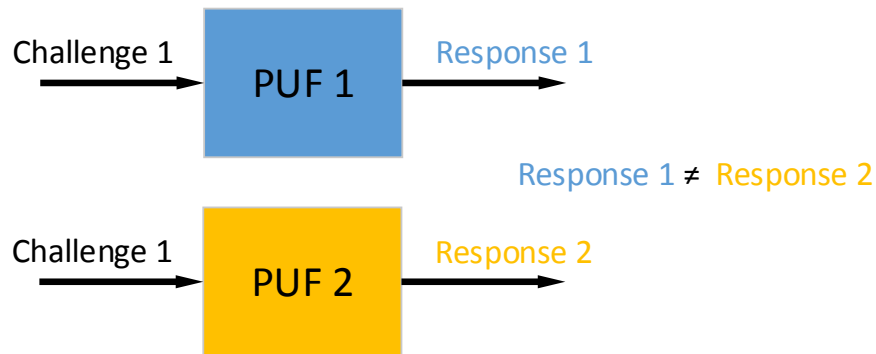 Challenge 1
PUF 1
Response 1
Response 1 ≠ Response 2
Challenge 1
PUF 2
Response 2